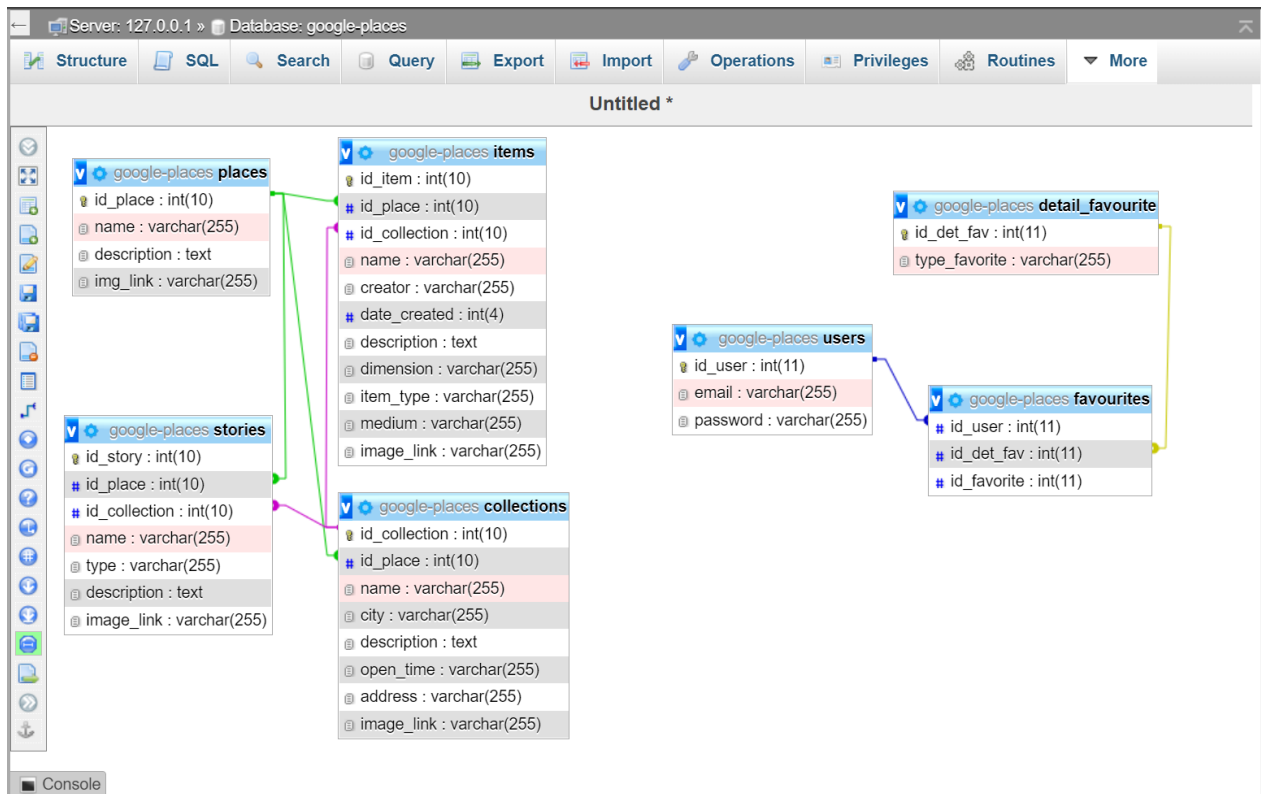 Server: 127.0.0.1 » Database: google-places
Structure SQL Search Query Export Import Operations Privileges Routines More
Untitled *
google-places places
id_place : int(10)
name : varchar(255)
description : text
img_link : varchar(255)
google-places items
id_item : int(10)
id_place : int(10)
id_collection : int(10)
name : varchar(255)
creator : varchar(255)
date_created : int(4)
description : text
dimension : varchar(255)
item_type : varchar(255)
medium : varchar(255)
image_link : varchar(255)
google-places detail_favourite
id_det_fav : int(11)
type_favorite : varchar(255)
google-places users
id_user : int(11)
email : varchar(255)
password : varchar(255)
google-places favourites
id_user : int(11)
id_det_fav : int(11)
id_favorite : int(11)
google-places stories
id_story : int(10)
id_place : int(10)
id_collection : int(10)
name : varchar(255)
type : varchar(255)
description : text
image_link : varchar(255)
google-places collections
id_collection : int(10)
id_place : int(10)
name : varchar(255)
city : varchar(255)
description : text
open_time : varchar(255)
address : varchar(255)
image_link : varchar(255)
Console